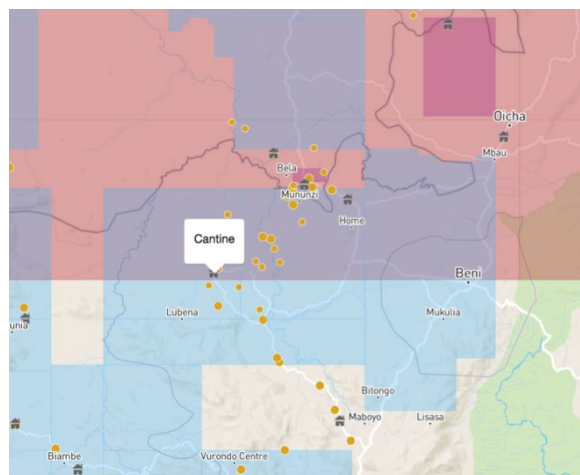 Oicha
Mbau
Bela
Mununzi
Home
Cantine
Beni
Lubena
Mukulia
unia
Bitongo
Maboyo
Lisasa
Biambe
Vurondo Centre